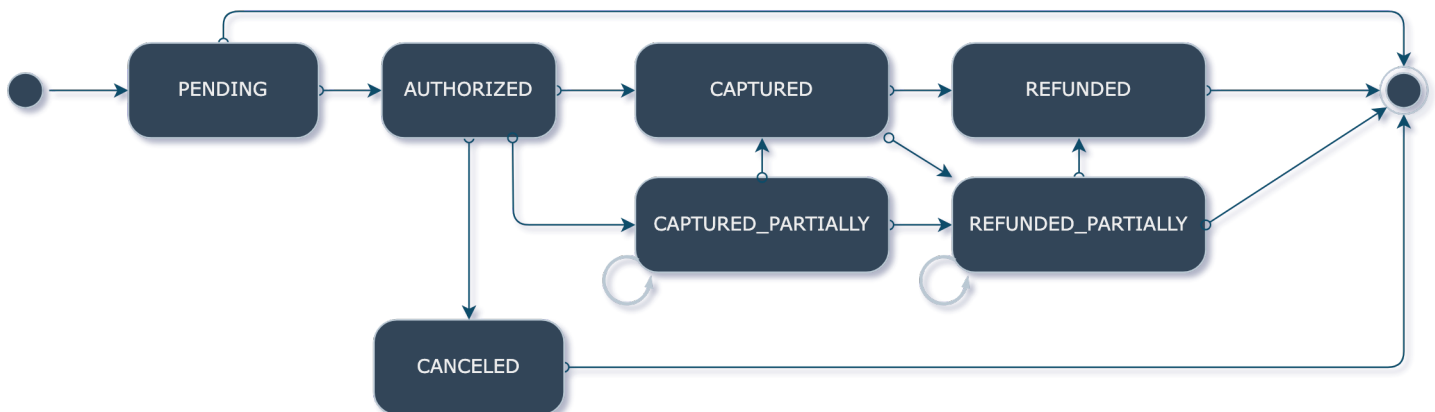 PENDING
AUTHORIZED
CAPTURED
REFUNDED
CAPTURED_PARTIALLY
REFUNDED_PARTIALLY
CANCELED